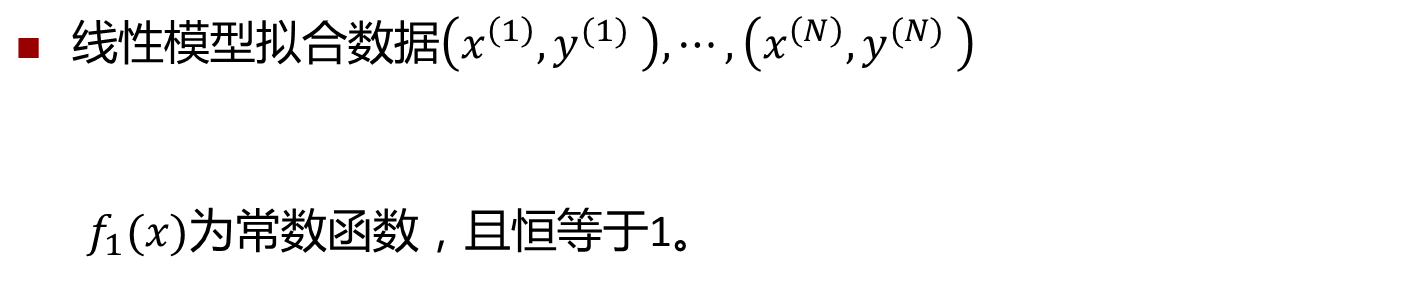 ■ 线性模型拟合数据(x^(1), y^(1)), ⋯, (x^(N), y^(N))
f₁(x)为常数函数，且恒等于1。